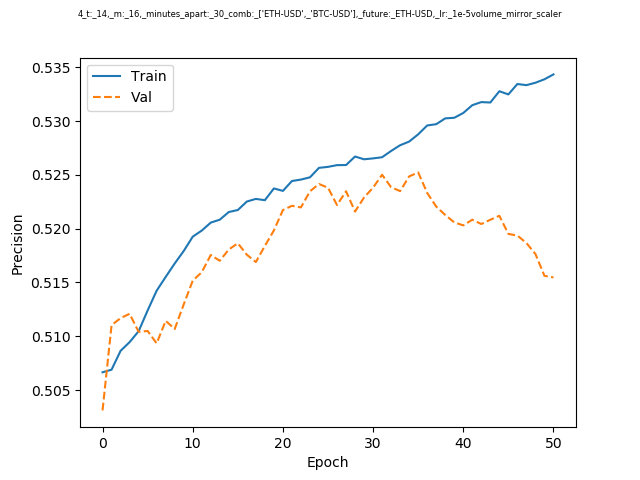 4_t:_14,_m:_16,_minutes_apart:_30_comb:_['ETH-USD',_'BTC-USD'],_future:_ETH-USD,_lr:_1e-5volume_mirror_scaler
Train
Val
0.535
0.530
0.525
0.520
0.515
0.510
0.505
Precision
0 10 20 30 40 50
Epoch